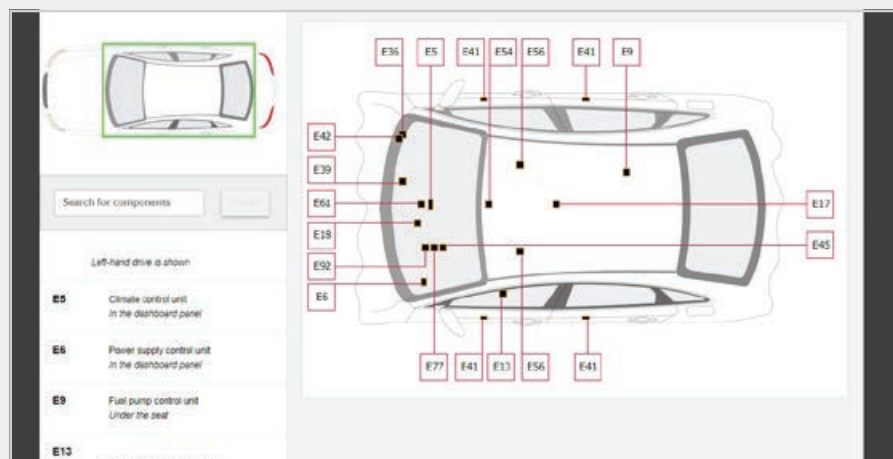 E36
E5
E41
E54
E56
E41
E9
E42
E39
E61
E18
E92
E6
E17
E45
E77
E41
E13
E56
E41
Search for components
Left-hand drive is shown
E5
Climate control unit
In the dashboard panel
E6
Power supply control unit
In the dashboard panel
E9
Fuel pump control unit
Under the seat
E13